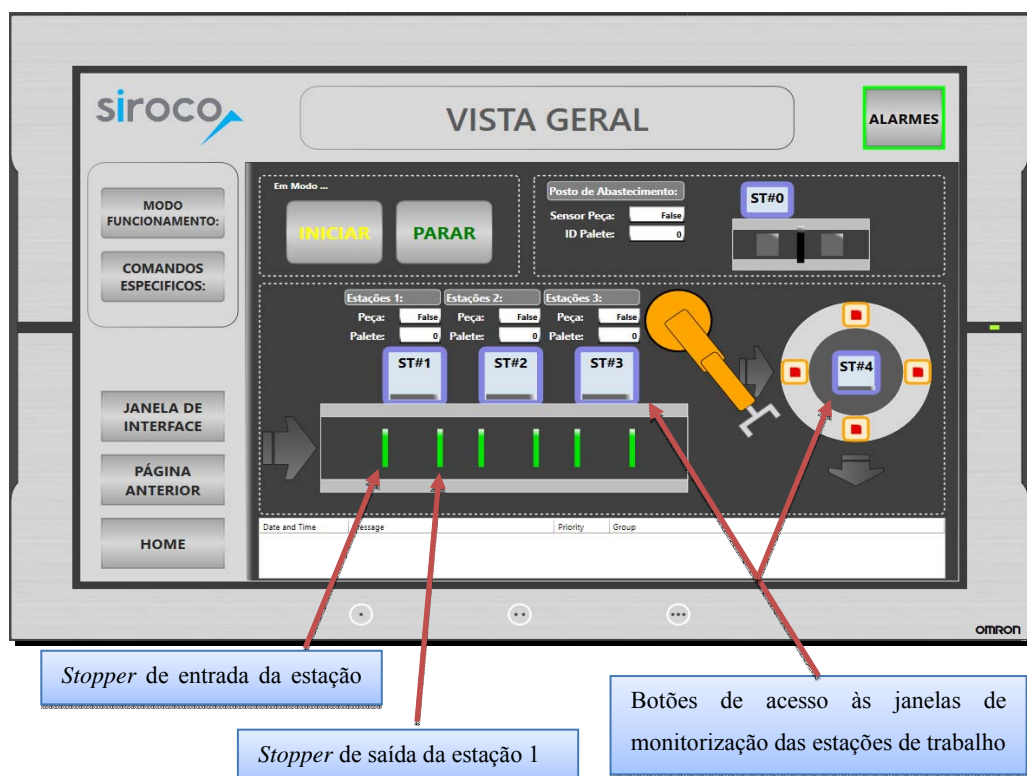 siroco
VISTA GERAL
ALARMES
MODO
FUNCIONAMENTO:
COMANDOS
ESPECIFICOS:
JANELA DE
INTERFACE
PÁGINA
ANTERIOR
HOME
Em Modo ...
INICIAR
PARAR
Posto de Abastecimento:
Sensor Peça: False
ID Palete: 0
ST#0
Estações 1: Estações 2: Estações 3:
Peça: False Peça: False Peça: False
Palete: 0 Palete: 0 Palete: 0
ST#1 ST#2 ST#3
ST#4
Date and Time Message Priority Group
OMRON
Stopper de entrada da estação
Stopper de saída da estação 1
Botões de acesso às janelas de
monitorização das estações de trabalho